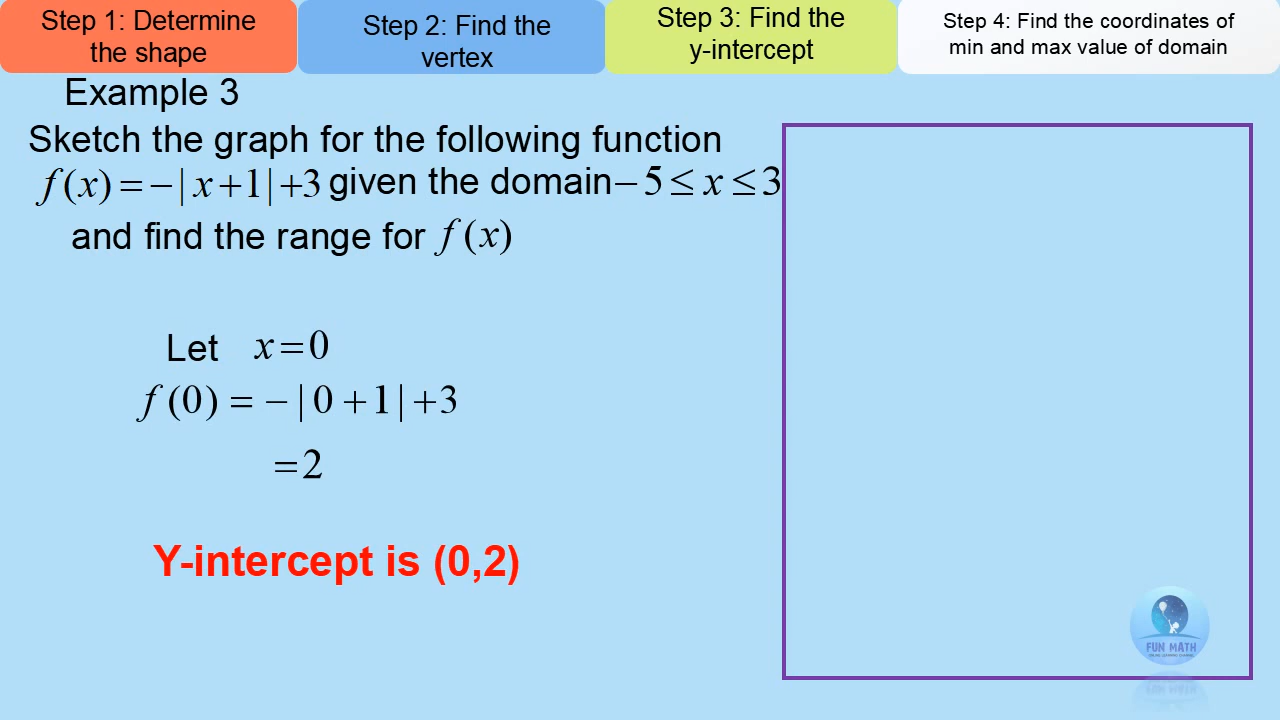 Step 1: Determine
the shape
Step 2: Find the
vertex
Step 3: Find the
y-intercept
Step 4: Find the coordinates of
min and max value of domain
Example 3
Sketch the graph for the following function
f(x)=−|x+1|+3 given the domain −5≤x≤3
and find the range for f(x)
Let x=0
f(0)=−|0+1|+3
=2
Y-intercept is (0,2)
FUN MATH
ONLINE LEARNING CHANNEL